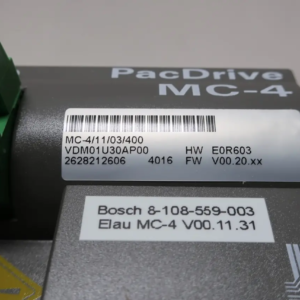 PacDrive
MC-4
MC-4/11/03/400
VDM01U30AP00 HW E0R603
2628212606 4016 FW V00.20.xx
Bosch 8-108-559-003
Elau MC-4 V00.11.31